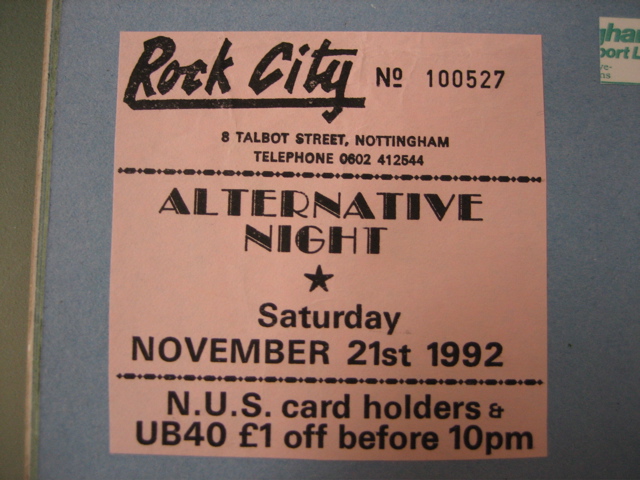 Rock City Nº 100527
8 TALBOT STREET, NOTTINGHAM
TELEPHONE 0602 412544
ALTERNATIVE
NIGHT
Saturday
NOVEMBER 21st 1992
N.U.S. card holders &
UB40 £1 off before 10pm